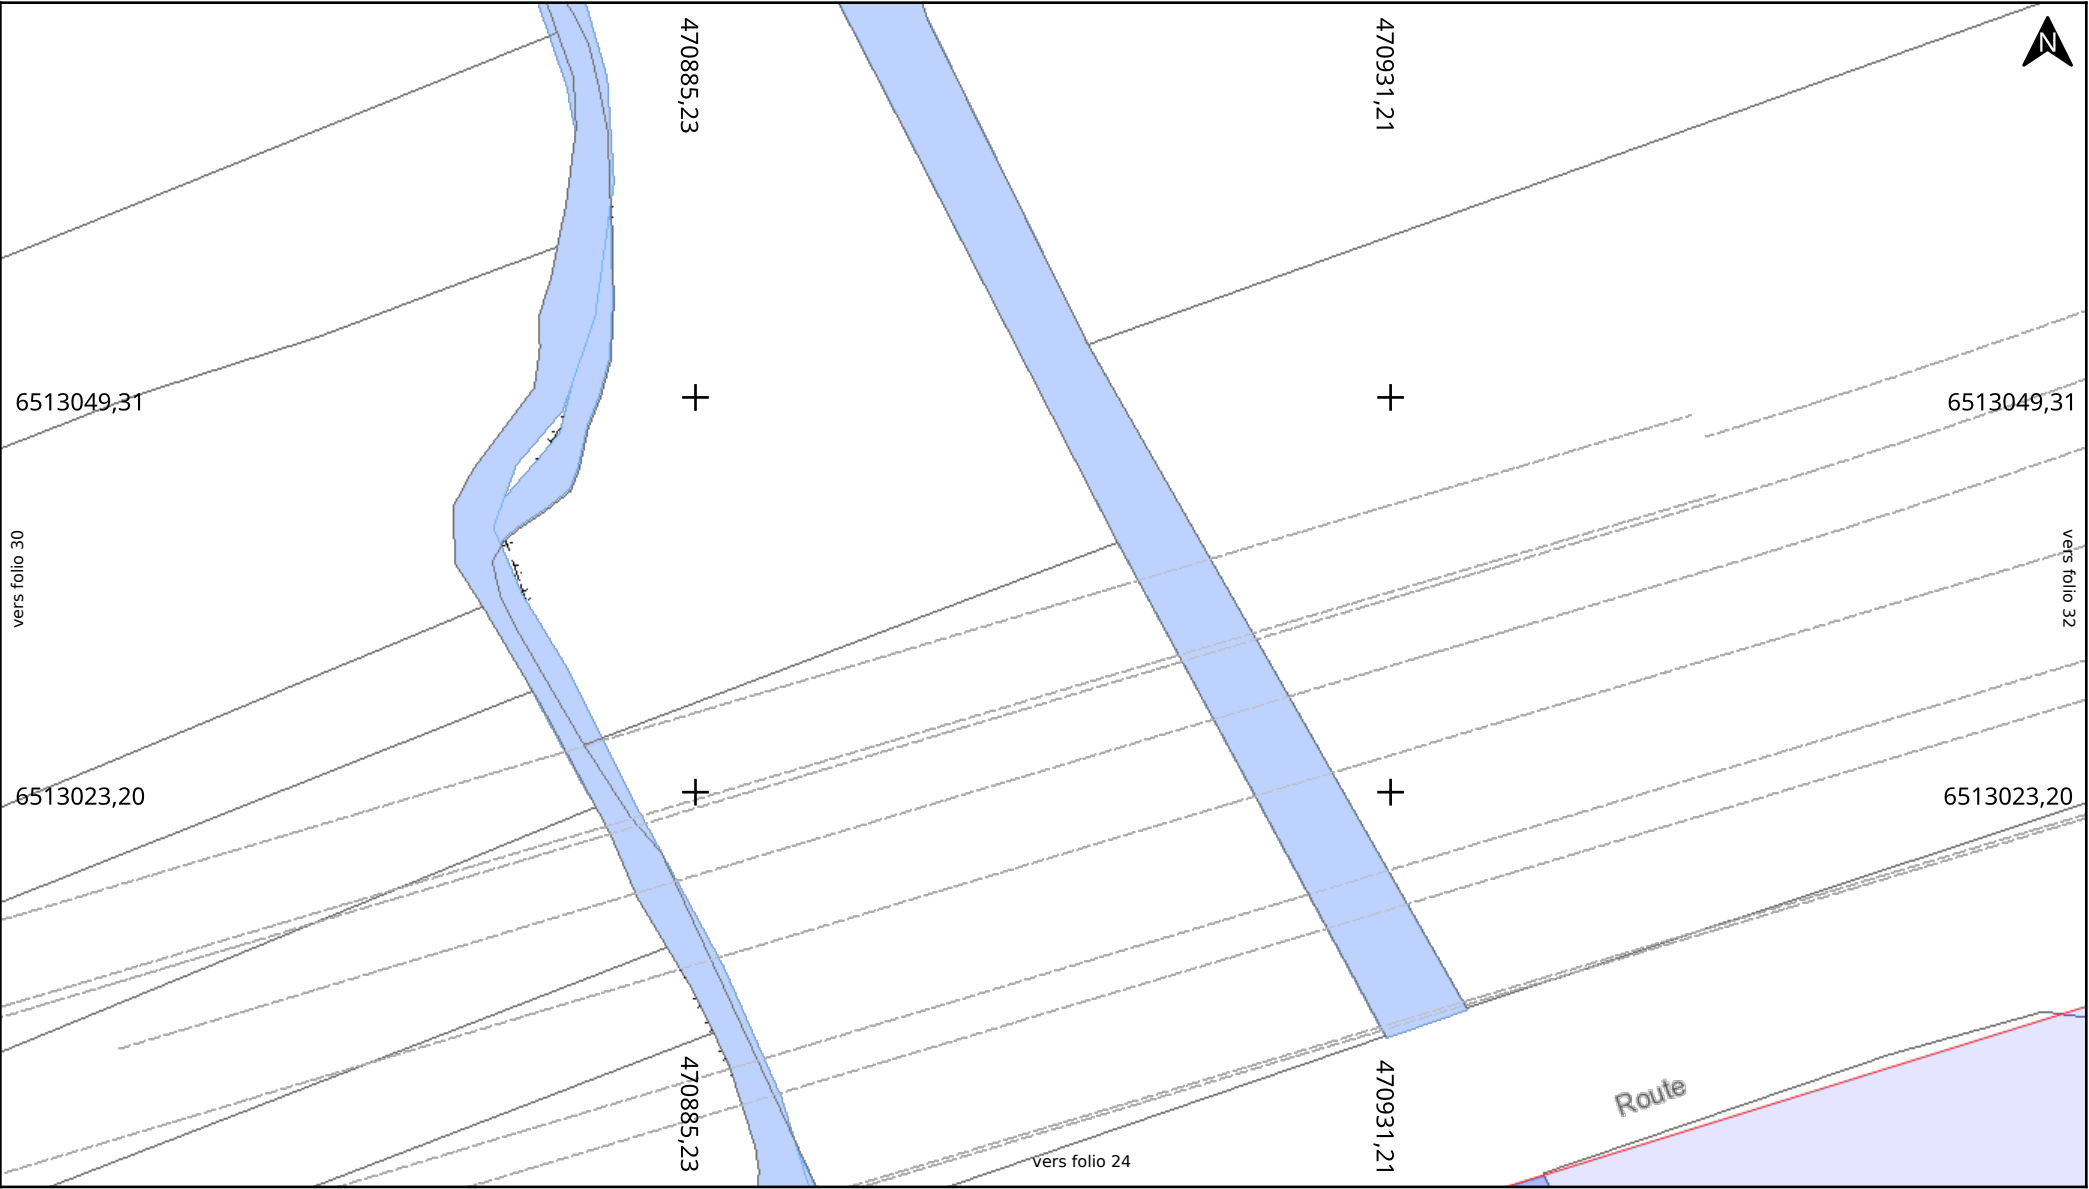 470885,23
470931,21
N
6513049,31
6513049,31
vers folio 30
vers folio 32
6513023,20
6513023,20
470885,23
470931,21
Route
vers folio 24